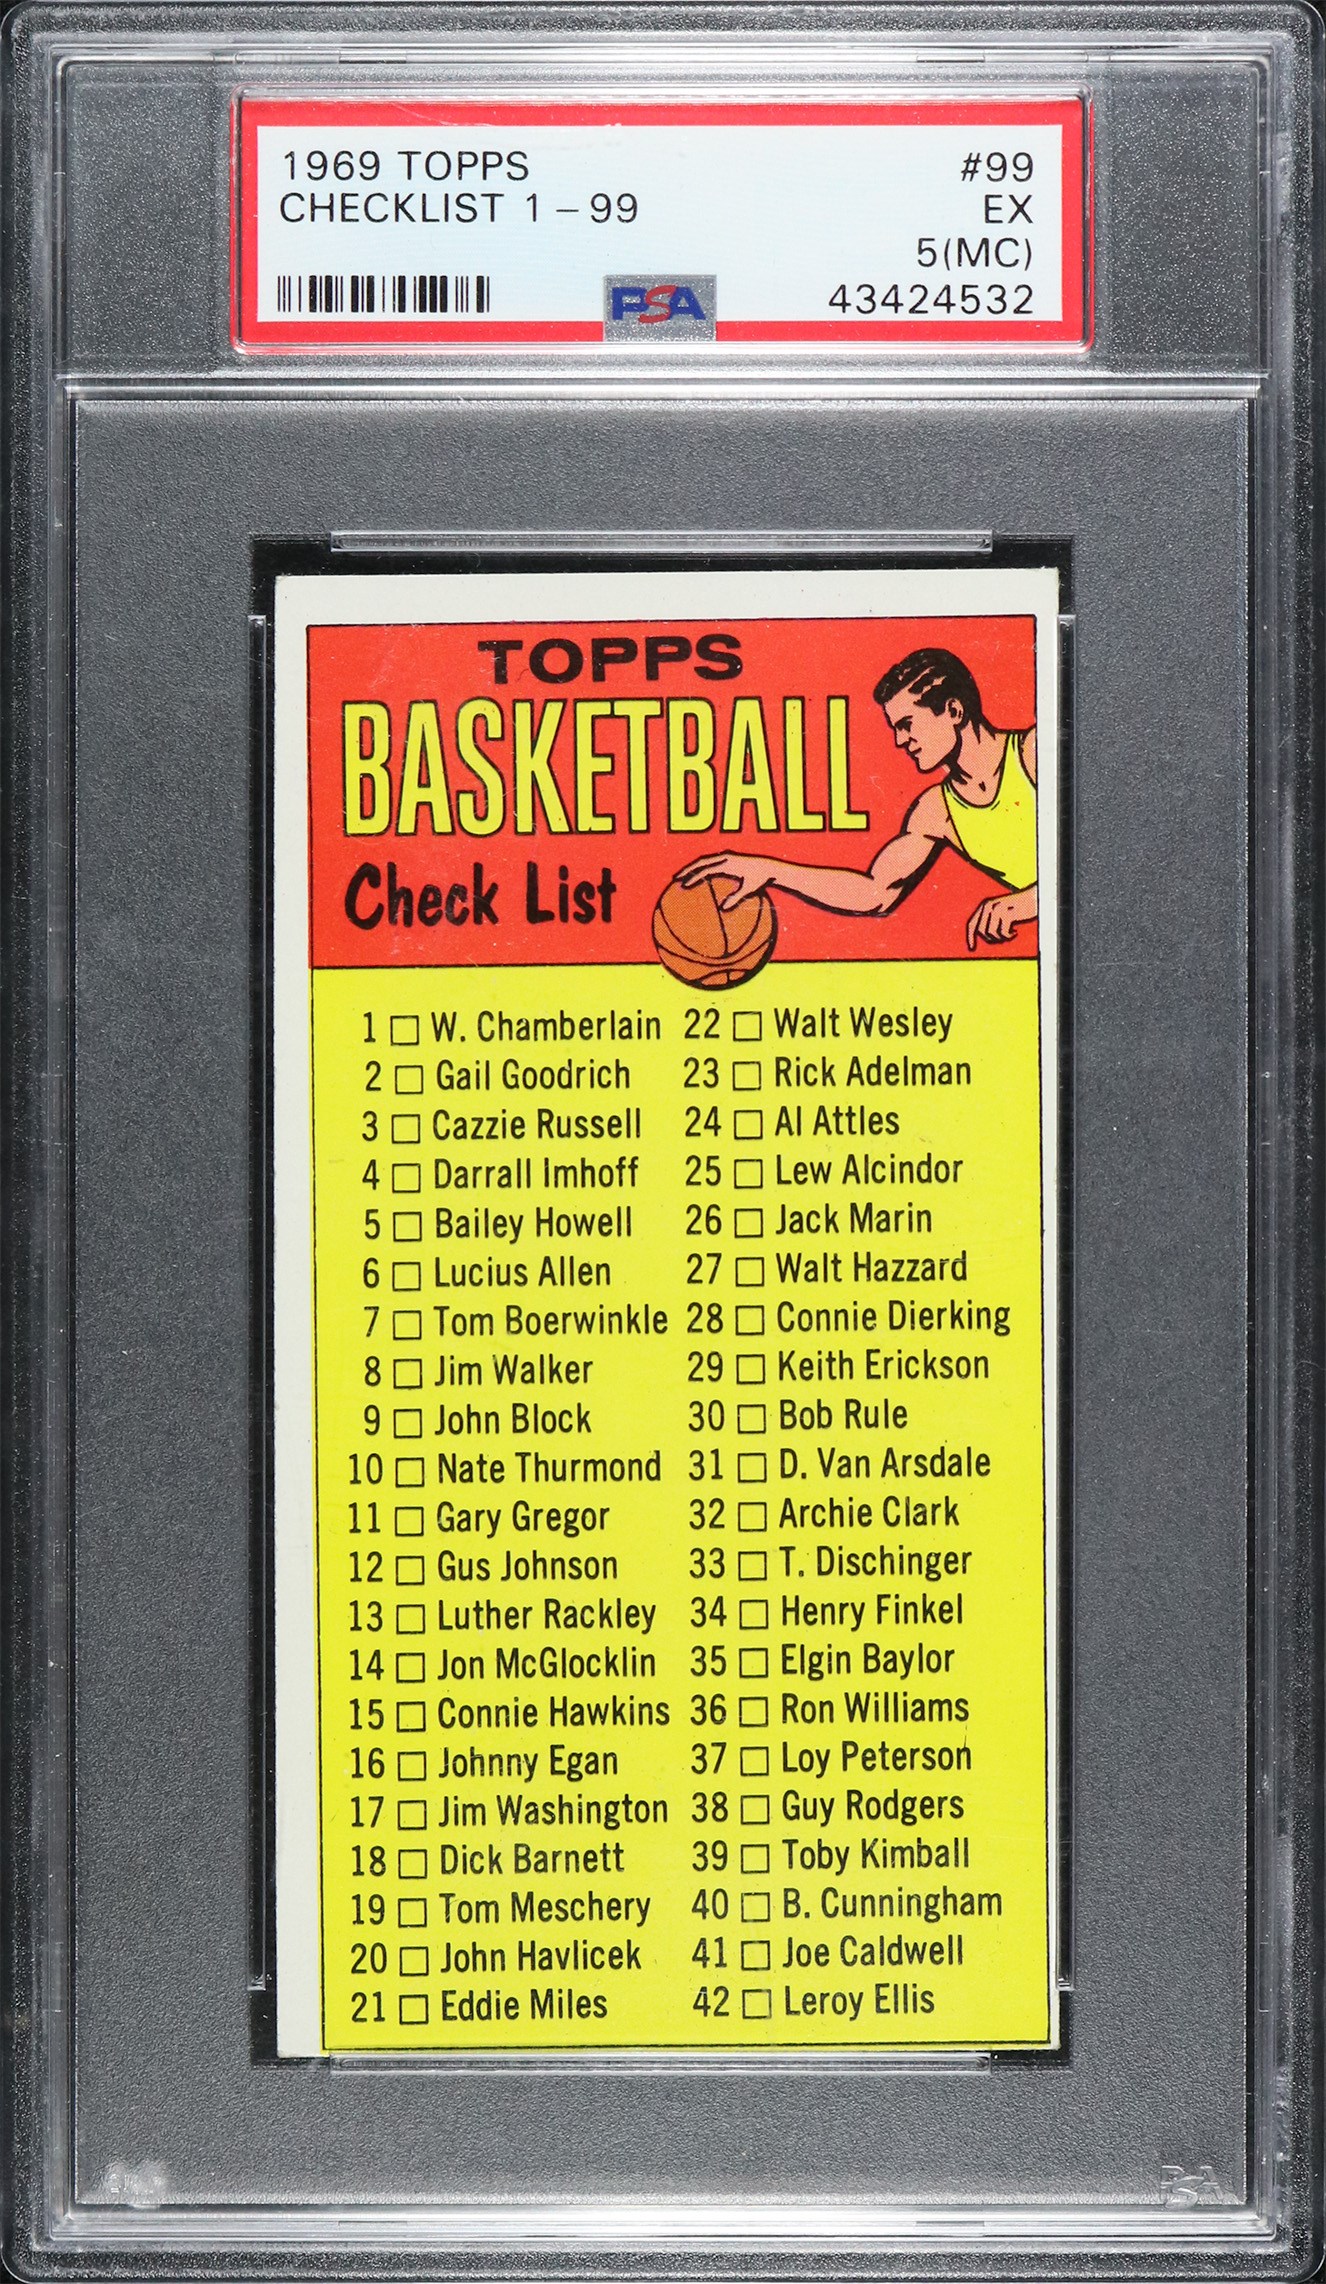 1969 TOPPS #99
CHECKLIST 1 - 99 EX
5(MC)
PSA 43424532
TOPPS
BASKETBALL
Check List
1 W. Chamberlain 22 Walt Wesley
2 Gail Goodrich 23 Rick Adelman
3 Cazzie Russell 24 Al Attles
4 Darrall Imhoff 25 Lew Alcindor
5 Bailey Howell 26 Jack Marin
6 Lucius Allen 27 Walt Hazzard
7 Tom Boerwinkle 28 Connie Dierking
8 Jim Walker 29 Keith Erickson
9 John Block 30 Bob Rule
10 Nate Thurmond 31 D. Van Arsdale
11 Gary Gregor 32 Archie Clark
12 Gus Johnson 33 T. Dischinger
13 Luther Rackley 34 Henry Finkel
14 Jon McGlocklin 35 Elgin Baylor
15 Connie Hawkins 36 Ron Williams
16 Johnny Egan 37 Loy Peterson
17 Jim Washington 38 Guy Rodgers
18 Dick Barnett 39 Toby Kimball
19 Tom Meschery 40 B. Cunningham
20 John Havlicek 41 Joe Caldwell
21 Eddie Miles 42 Leroy Ellis
PSA